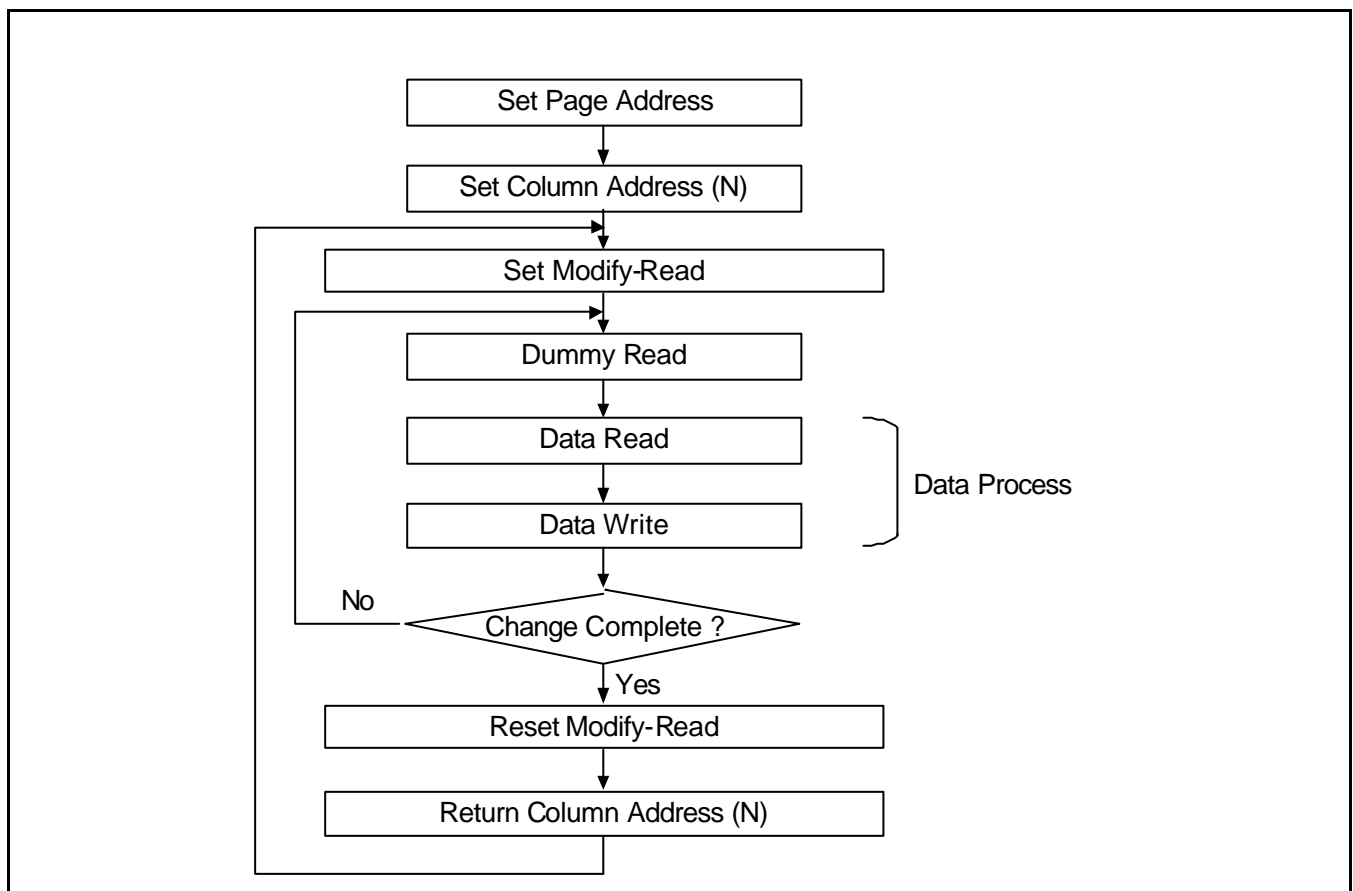 Set Page Address
Set Column Address (N)
Set Modify-Read
Dummy Read
Data Read
Data Process
Data Write
No
Change Complete ?
Yes
Reset Modify-Read
Return Column Address (N)